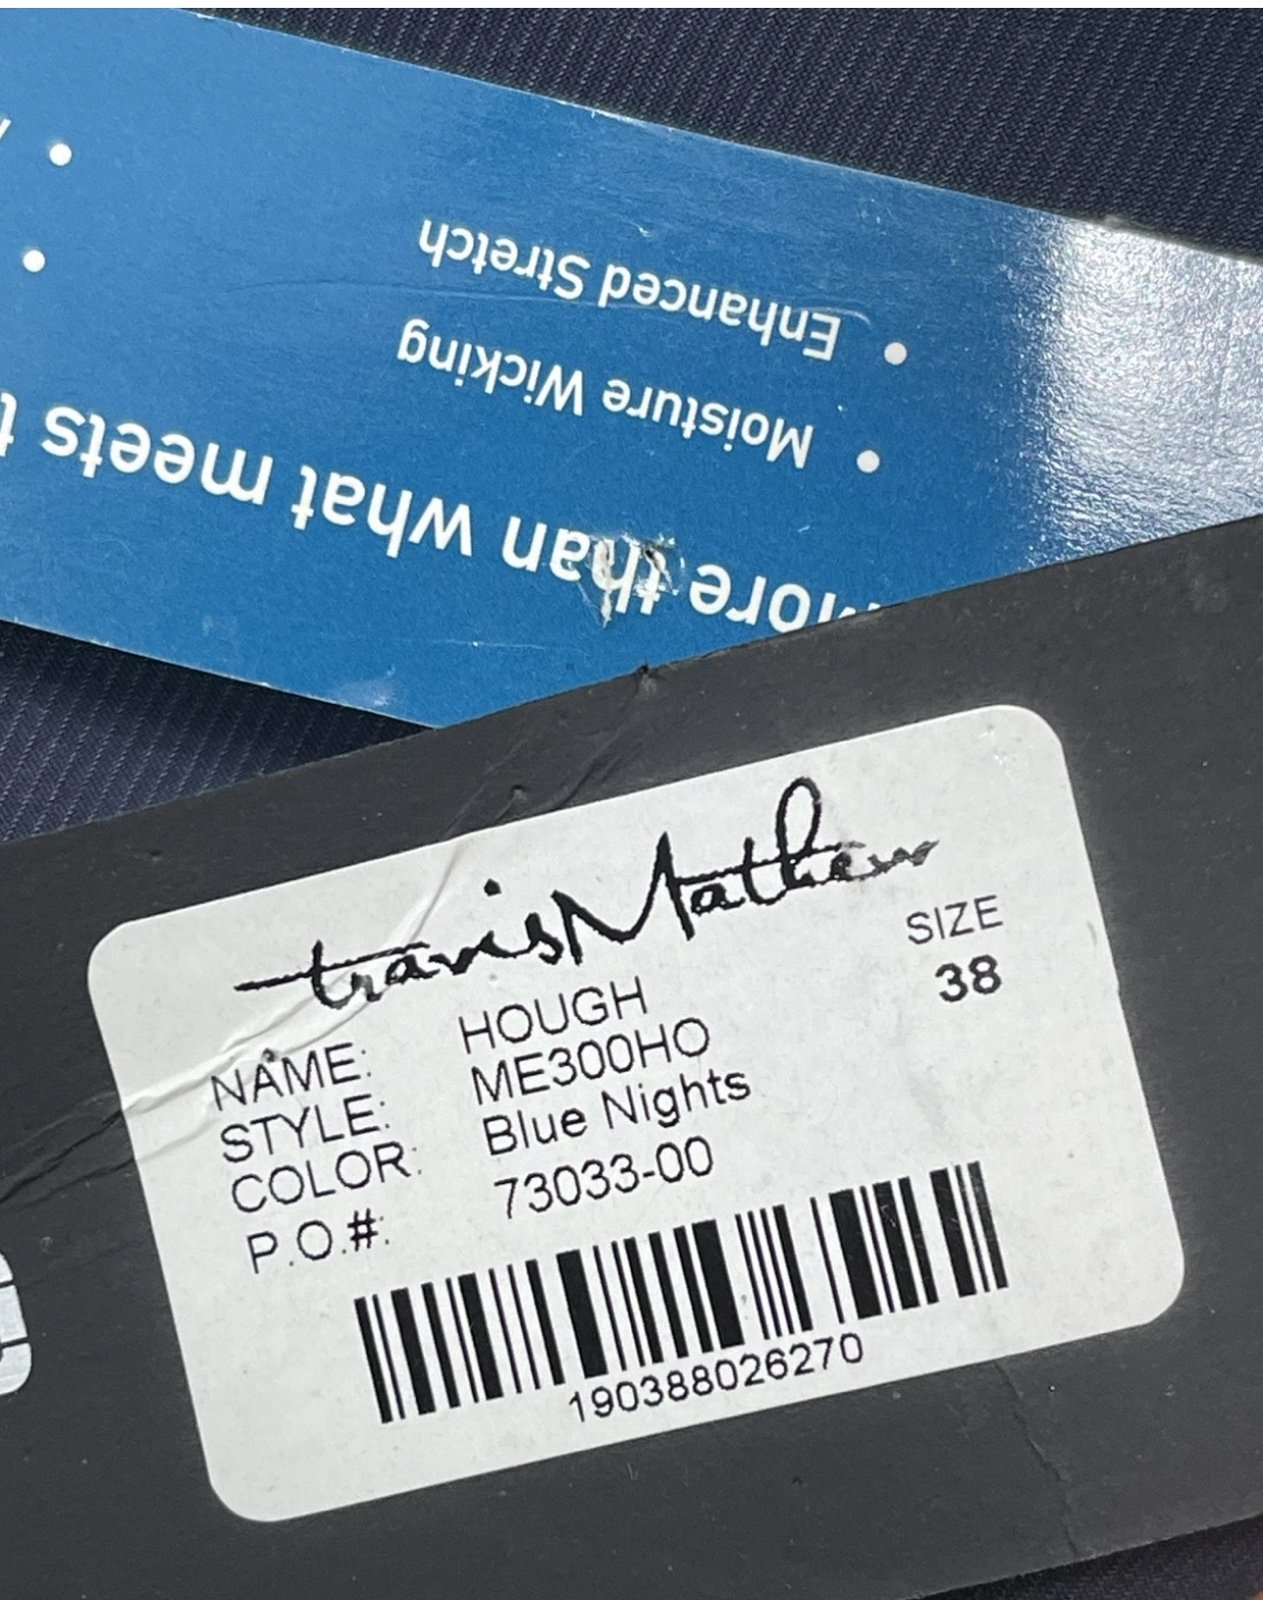 More than what meets
• Moisture Wicking
• Enhanced Stretch
travisMathew
SIZE
38
NAME: HOUGH
STYLE: ME300HO
COLOR: Blue Nights
P.O.#: 73033-00
190388026270